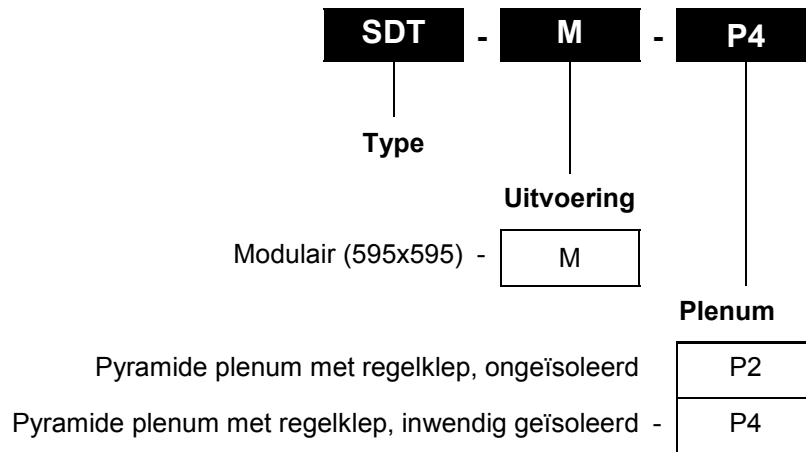 SDT - M - P4
Type
Uitvoering
Modulair (595x595) - M
Plenum
Pyramide plenum met regelklep, ongeïsoleerd P2
Pyramide plenum met regelklep, inwendig geïsoleerd - P4